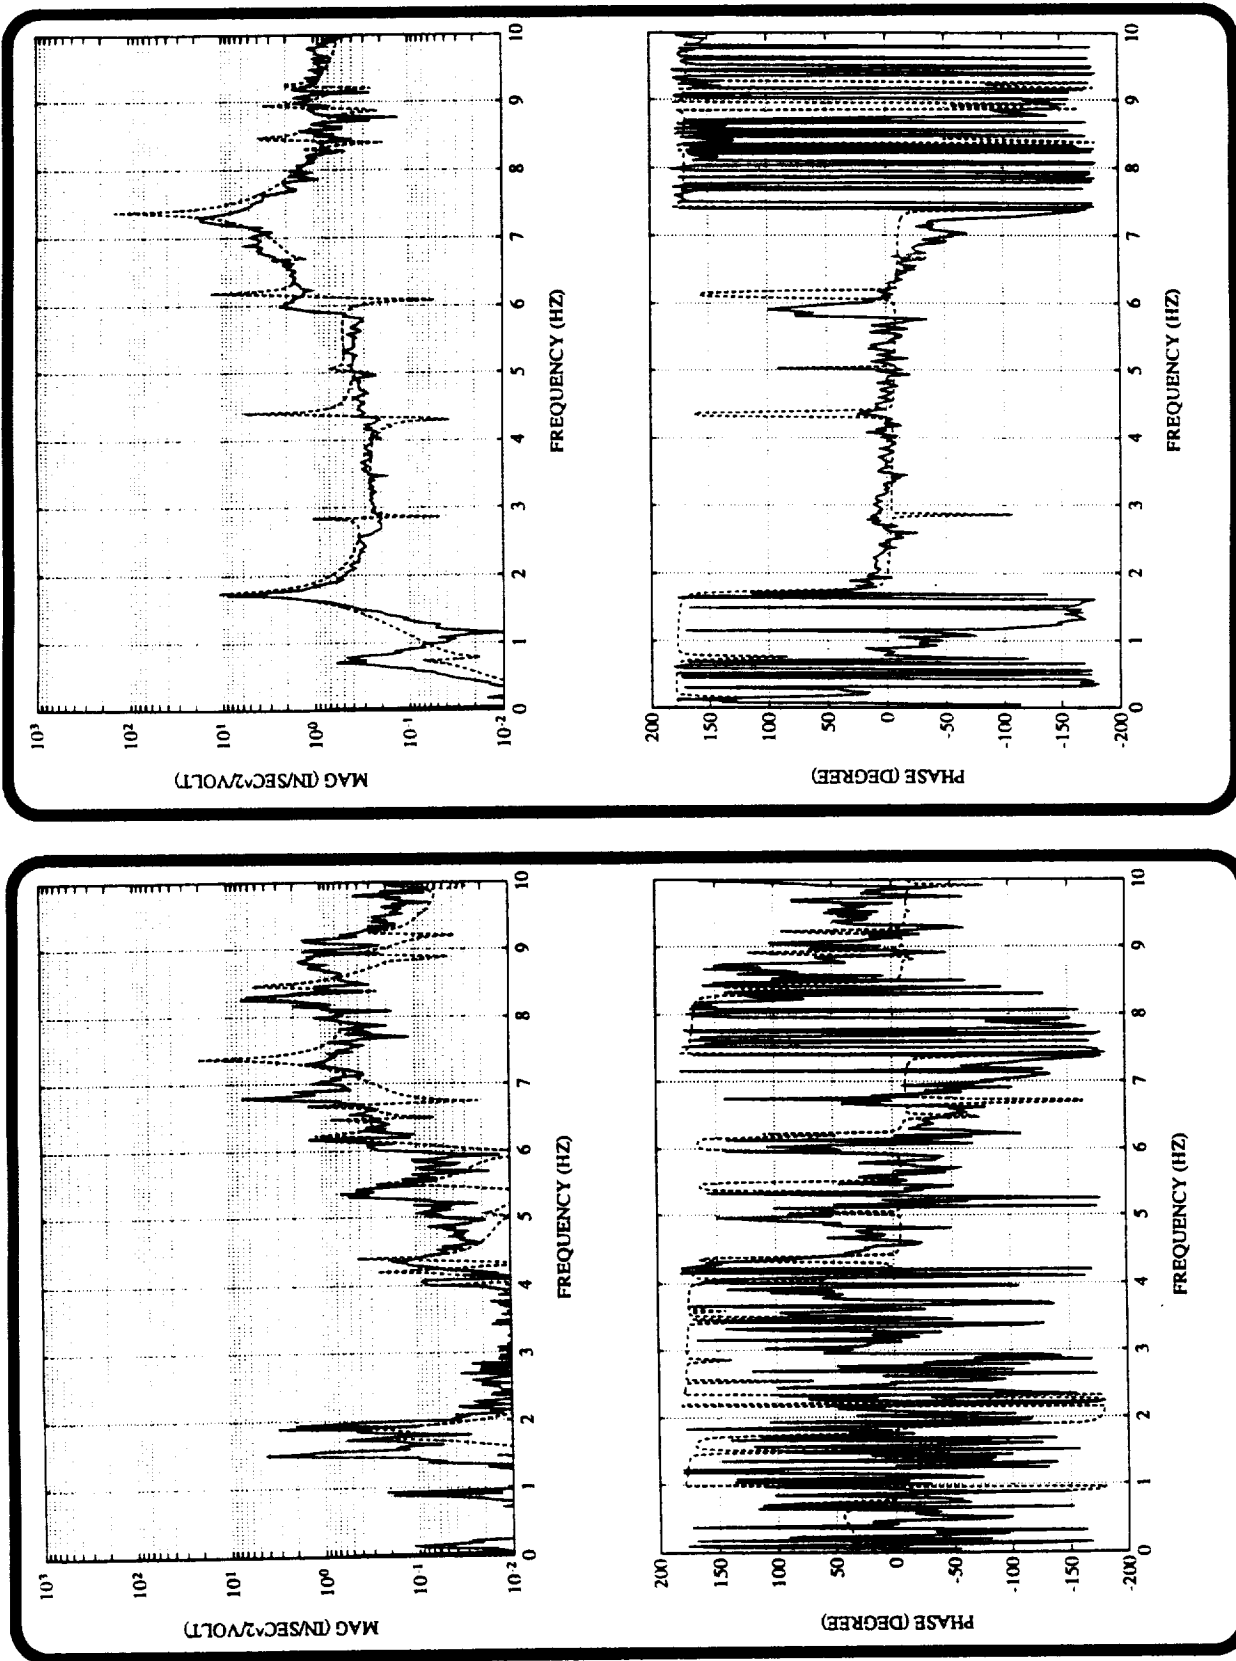 MAG (IN/SEC^2/VOLT)
10³
10²
10¹
10⁰
10⁻¹
10⁻²
0 1 2 3 4 5 6 7 8 9 10
FREQUENCY (HZ)
PHASE (DEGREE)
200
150
100
50
0
-50
-100
-150
-200
0 1 2 3 4 5 6 7 8 9 10
FREQUENCY (HZ)
MAG (IN/SEC^2/VOLT)
10³
10²
10¹
10⁰
10⁻¹
10⁻²
0 1 2 3 4 5 6 7 8 9 10
FREQUENCY (HZ)
PHASE (DEGREE)
200
150
100
50
0
-50
-100
-150
-200
0 1 2 3 4 5 6 7 8 9 10
FREQUENCY (HZ)